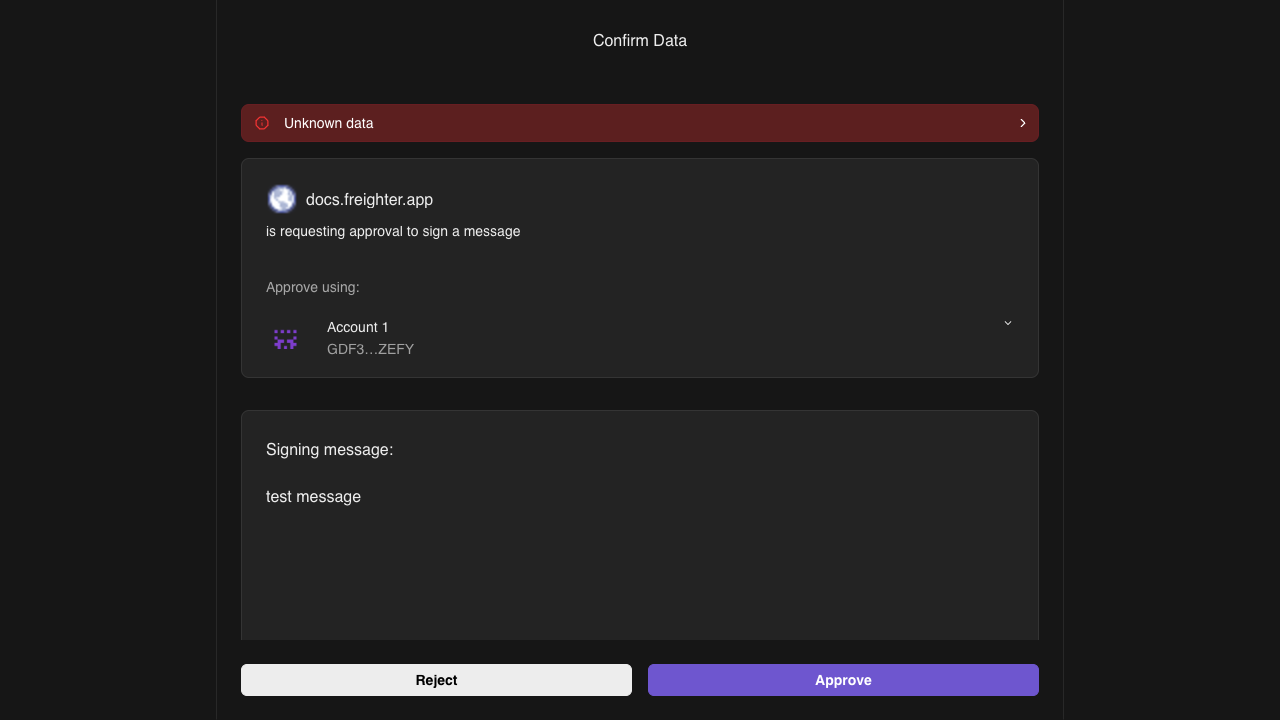 Confirm Data
Unknown data
docs.freighter.app
is requesting approval to sign a message
Approve using:
Account 1
GDF3…ZEFY
Signing message:
test message
Reject
Approve